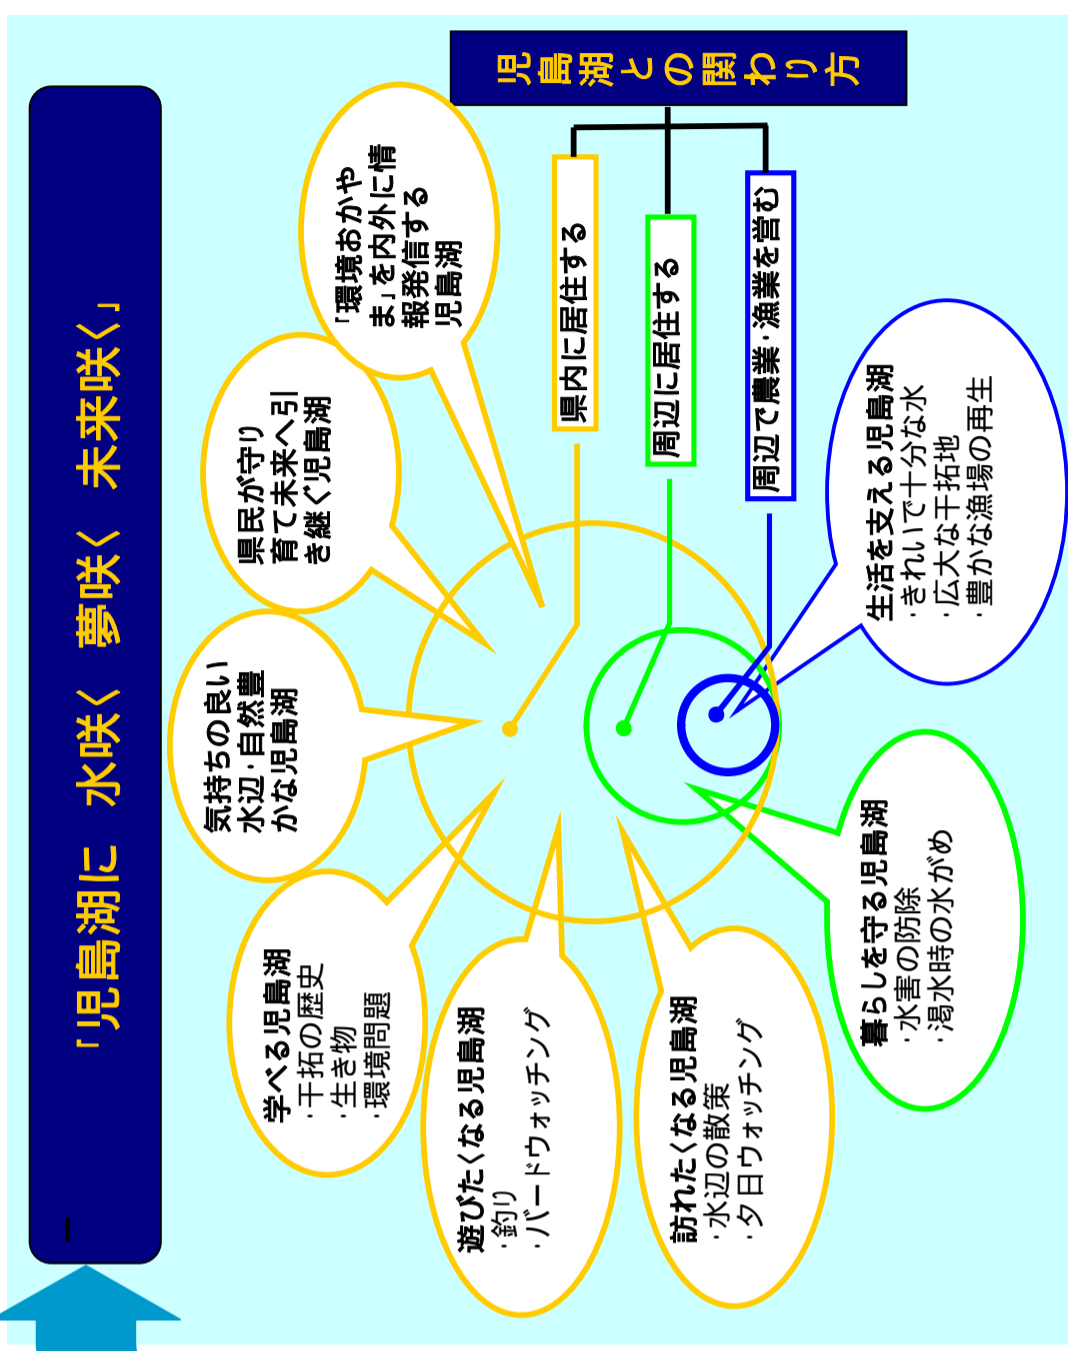 「児島湖に 水咲く 夢咲く 未来咲く」
児島湖との関わり方
県内に居住する
周辺に居住する
周辺で農業・漁業を営む
「環境おかや
ま」を内外に情
報発信する
児島湖
県民が守り
育て未来へ引
き継ぐ児島湖
気持ちの良い
水辺・自然豊
かな児島湖
学べる児島湖
・干拓の歴史
・生き物
・環境問題
遊びたくなる児島湖
・釣り
・バードウォッチング
訪れたくなる児島湖
・水辺の散策
・夕日ウォッチング
暮らしを守る児島湖
・水害の防除
・渇水時の水がめ
生活を支える児島湖
・きれいで十分な水
・広大な干拓地
・豊かな漁場の再生